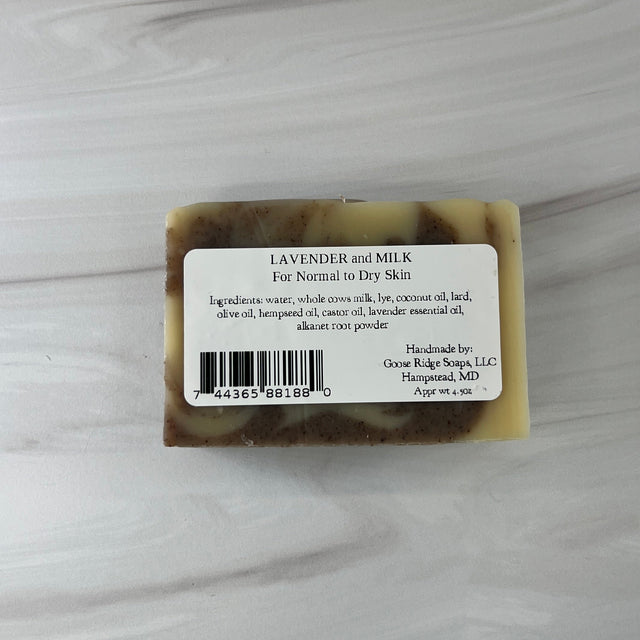 LAVENDER and MILK
For Normal to Dry Skin
Ingredients: water, whole cows milk, lye, coconut oil, lard,
olive oil, hempseed oil, castor oil, lavender essential oil,
alkanet root powder
Handmade by:
Goose Ridge Soaps, LLC
Hampstead, MD
Appr wt 4.5oz
7 44365 88188 0